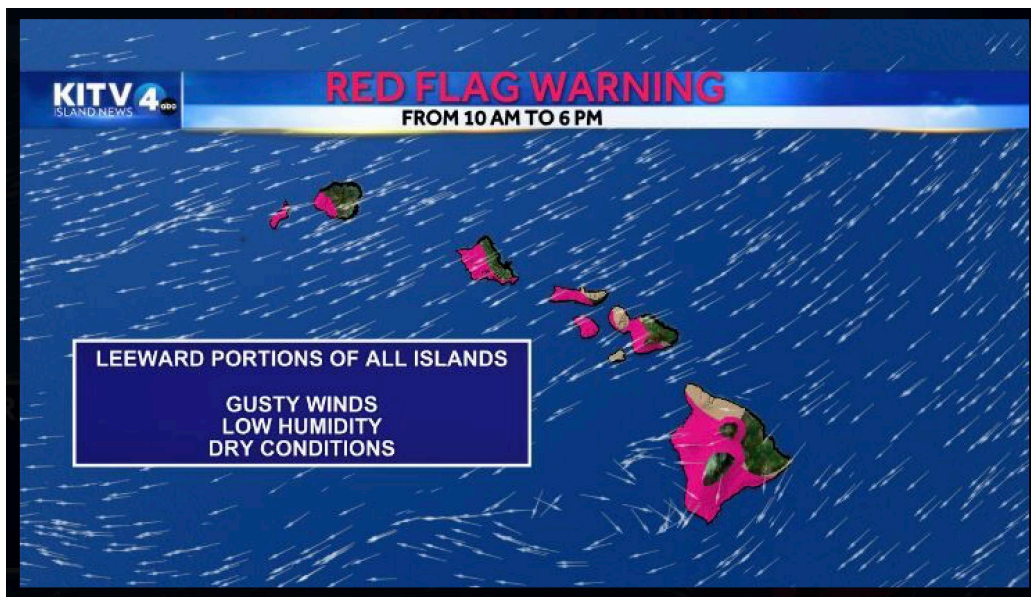 RED FLAG WARNING
KITV 4 abc
ISLAND NEWS
FROM 10 AM TO 6 PM
LEEWARD PORTIONS OF ALL ISLANDS
GUSTY WINDS
LOW HUMIDITY
DRY CONDITIONS